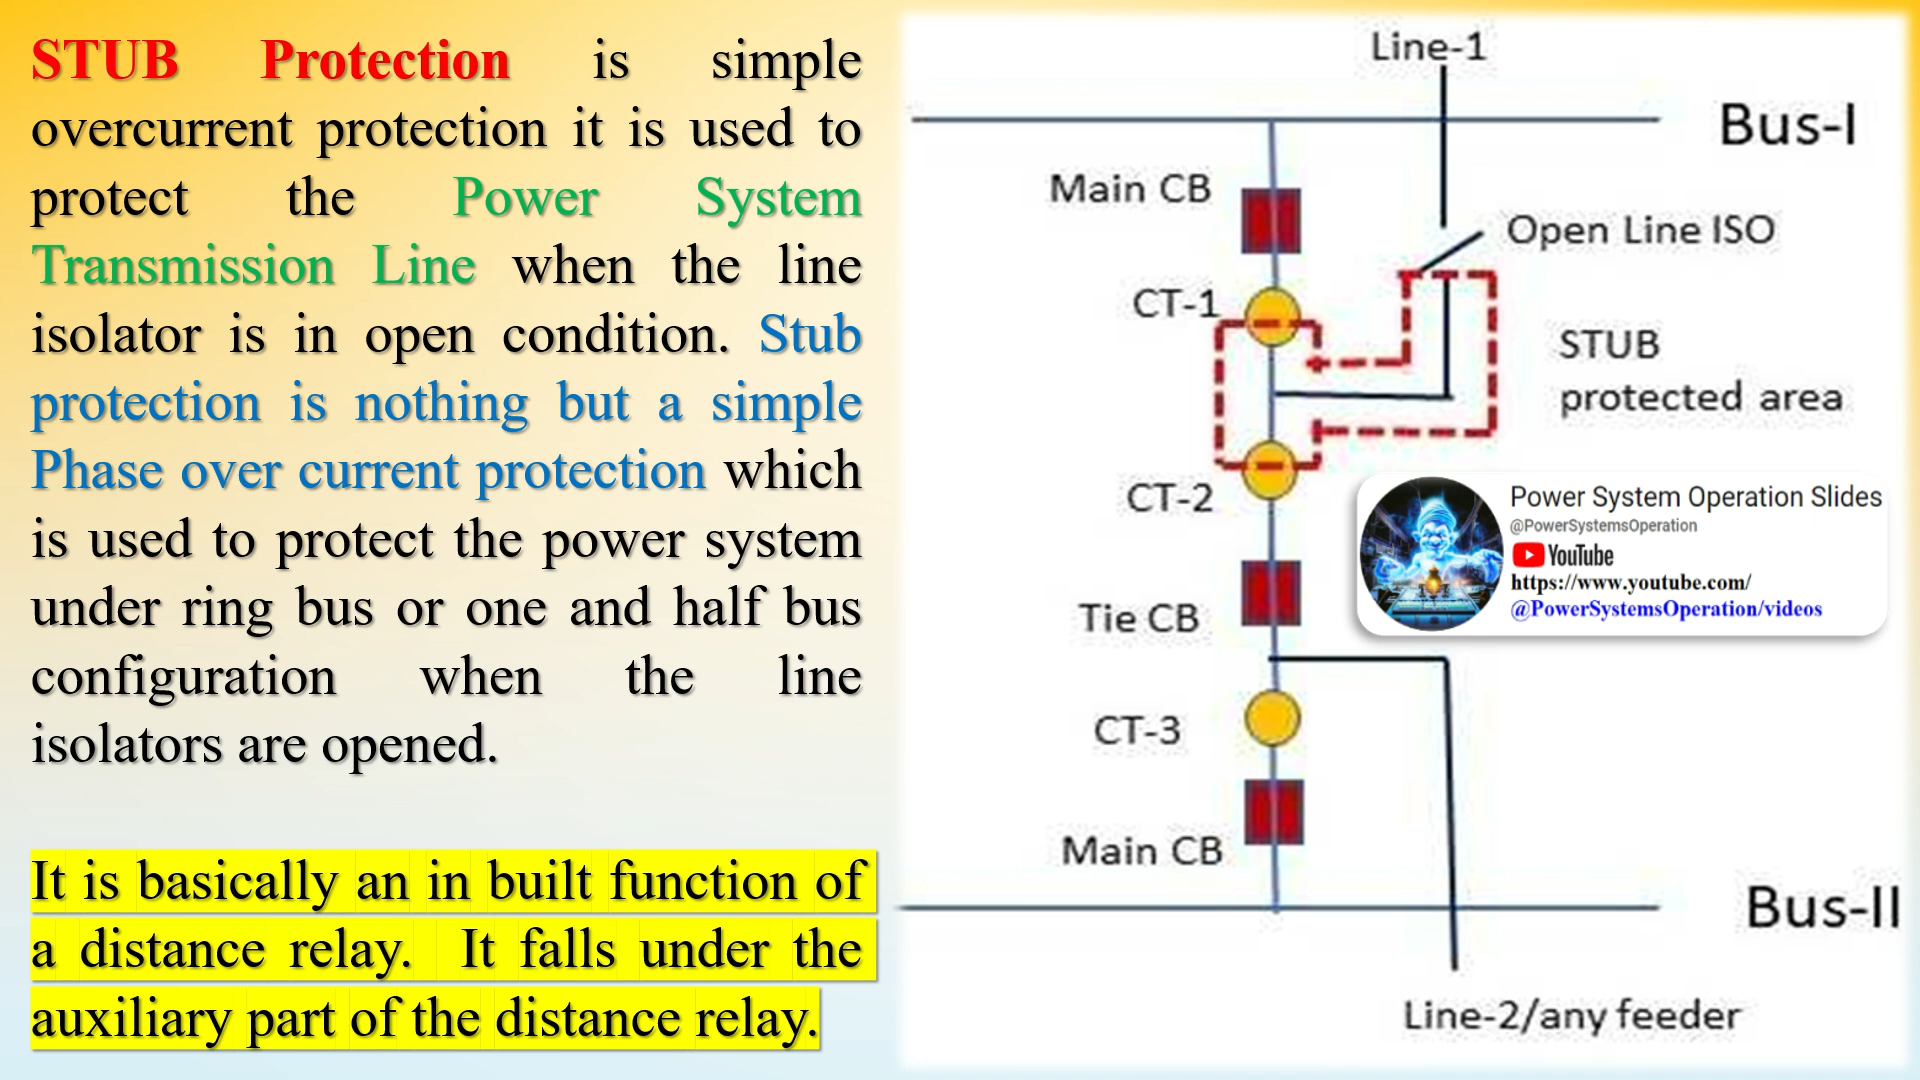 STUB Protection is simple
overcurrent protection it is used to
protect the Power System
Transmission Line when the line
isolator is in open condition. Stub
protection is nothing but a simple
Phase over current protection which
is used to protect the power system
under ring bus or one and half bus
configuration when the line
isolators are opened.
It is basically an in built function of
a distance relay. It falls under the
auxiliary part of the distance relay.
Line-1
Bus-I
Main CB
Open Line ISO
CT-1
STUB
protected area
CT-2
Power System Operation Slides
@PowerSystemsOperation
YouTube
https://www.youtube.com/
@PowerSystemsOperation/videos
Tie CB
CT-3
Main CB
Bus-II
Line-2/any feeder